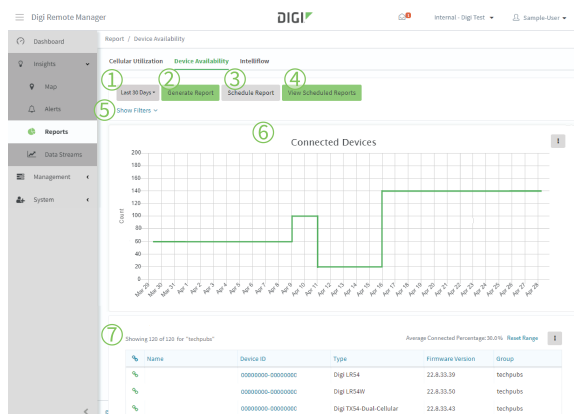 Digi Remote Manager
DIGI
Internal - Digi Test
Sample-User
Dashboard
Insights
Map
Alerts
Reports
Data Streams
Management
System
Report / Device Availability
Cellular Utilization Device Availability Intelliflow
1 2 3 4
Last 30 Days Generate Report Schedule Report View Scheduled Reports
5 Show Filters
6
Connected Devices
200
180
160
140
120
100
80
60
40
20
0
Count
Mar 29 Mar 30 Mar 31 Apr 1 Apr 2 Apr 3 Apr 4 Apr 5 Apr 6 Apr 7 Apr 8 Apr 9 Apr 10 Apr 11 Apr 12 Apr 13 Apr 14 Apr 15 Apr 16 Apr 17 Apr 18 Apr 19 Apr 20 Apr 21 Apr 22 Apr 23 Apr 24 Apr 25 Apr 26 Apr 27 Apr 28
7 Showing 120 of 120 for "techpubs" Average Connected Percentage: 30.0% Reset Range
Name Device ID Type Firmware Version Group
00000000-00000000 Digi LR54 22.8.33.39 techpubs
00000000-00000000 Digi LR54W 22.8.33.50 techpubs
00000000-00000000 Digi TX54-Dual-Cellular 22.8.33.43 techpubs